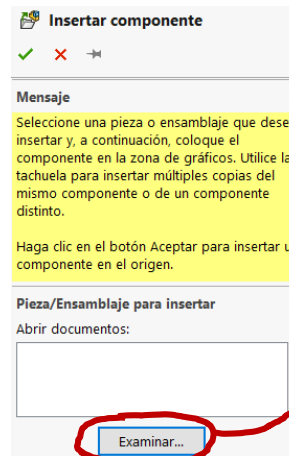 Insertar componente
Mensaje
Seleccione una pieza o ensamblaje que dese
insertar y, a continuación, coloque el
componente en la zona de gráficos. Utilice la
tachuela para insertar múltiples copias del
mismo componente o de un componente
distinto.
Haga clic en el botón Aceptar para insertar u
componente en el origen.
Pieza/Ensamblaje para insertar
Abrir documentos:
Examinar...